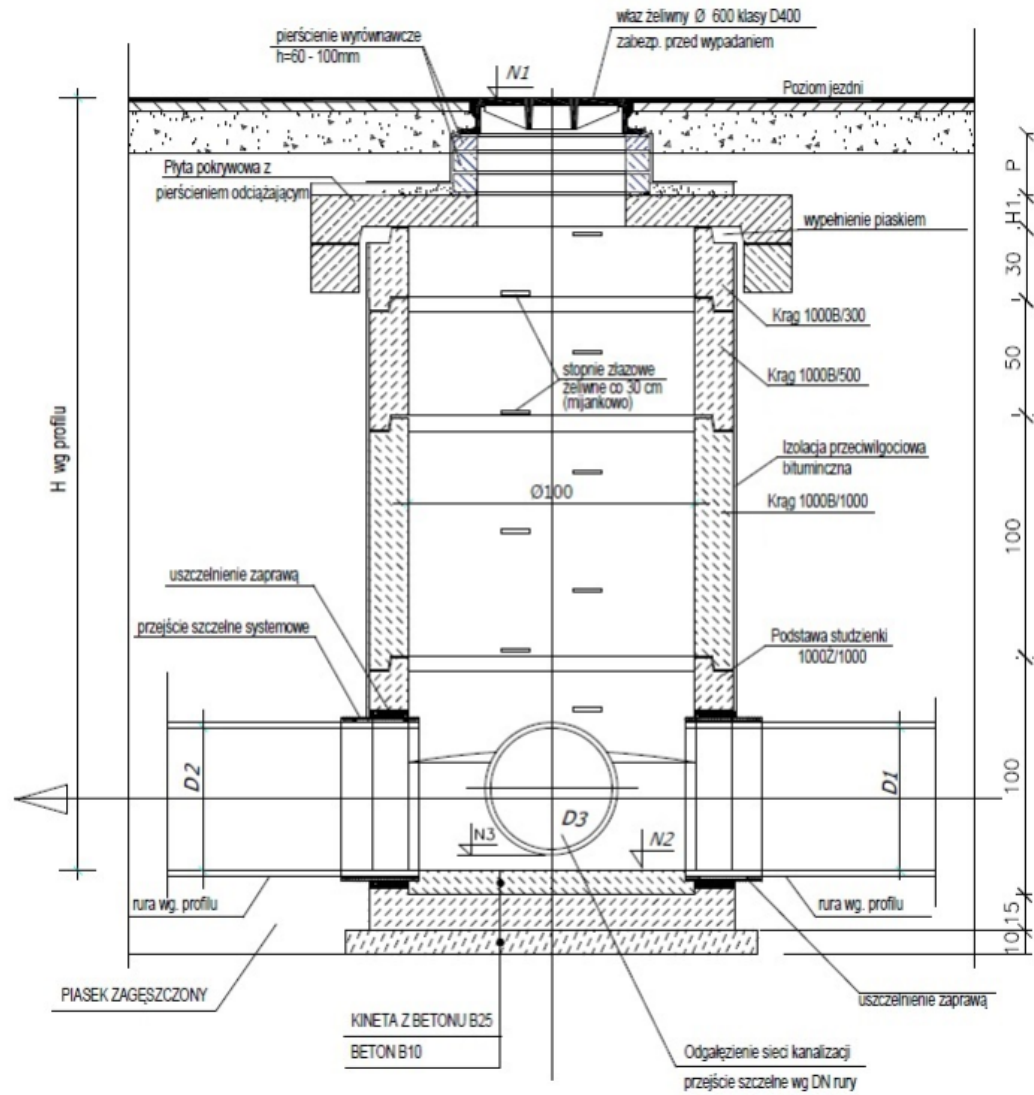 właz żeliwny Ø 600 klasy D400
zabezp. przed wypadaniem
pierścienie wyrównawcze
h=60 - 100mm
N1
Poziom jezdni
Płyta pokrywowa z
pierścieniem odciążającym
P
H1
wypełnienie piaskiem
30
Krąg 1000B/300
50
stopnie złazowe
żeliwne co 30 cm
(mijankowo)
Krąg 1000B/500
H wg profilu
Izolacja przeciwilgociowa
bitumiczna
Ø100
Krąg 1000B/1000
100
uszczelnienie zaprawą
przejście szczelne systemowe
Podstawa studzienki
1000Ż/1000
D2
D1
100
D3
N3
N2
rura wg. profilu
rura wg. profilu
15
10
PIASEK ZAGĘSZCZONY
uszczelnienie zaprawą
KINETA Z BETONU B25
BETON B10
Odgałęzienie sieci kanalizacji
przejście szczelne wg DN rury